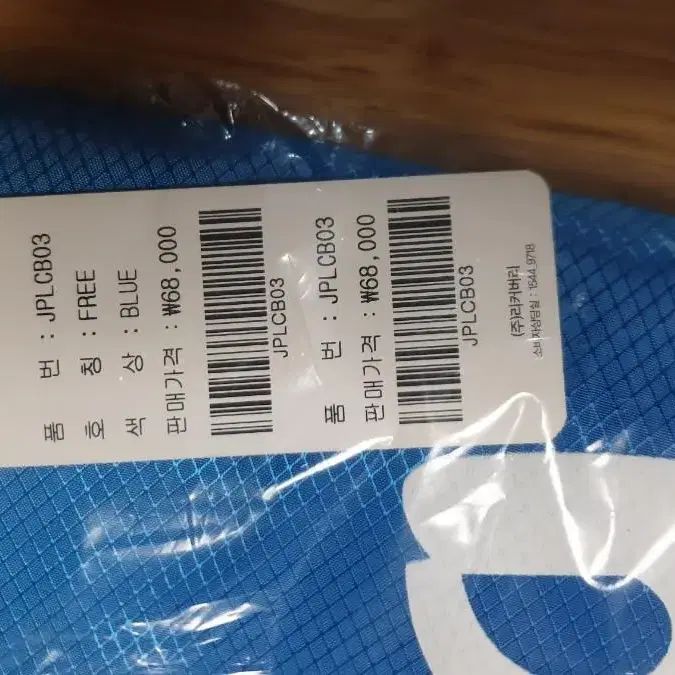 품 번 : JPLCB03
호 칭 : FREE
색 상 : BLUE
판매가격 : ₩68,000
JPLCB03
품 번 : JPLCB03
판매가격 : ₩68,000
JPLCB03
(주)리커버리
소비자상담실 : 1544.9718